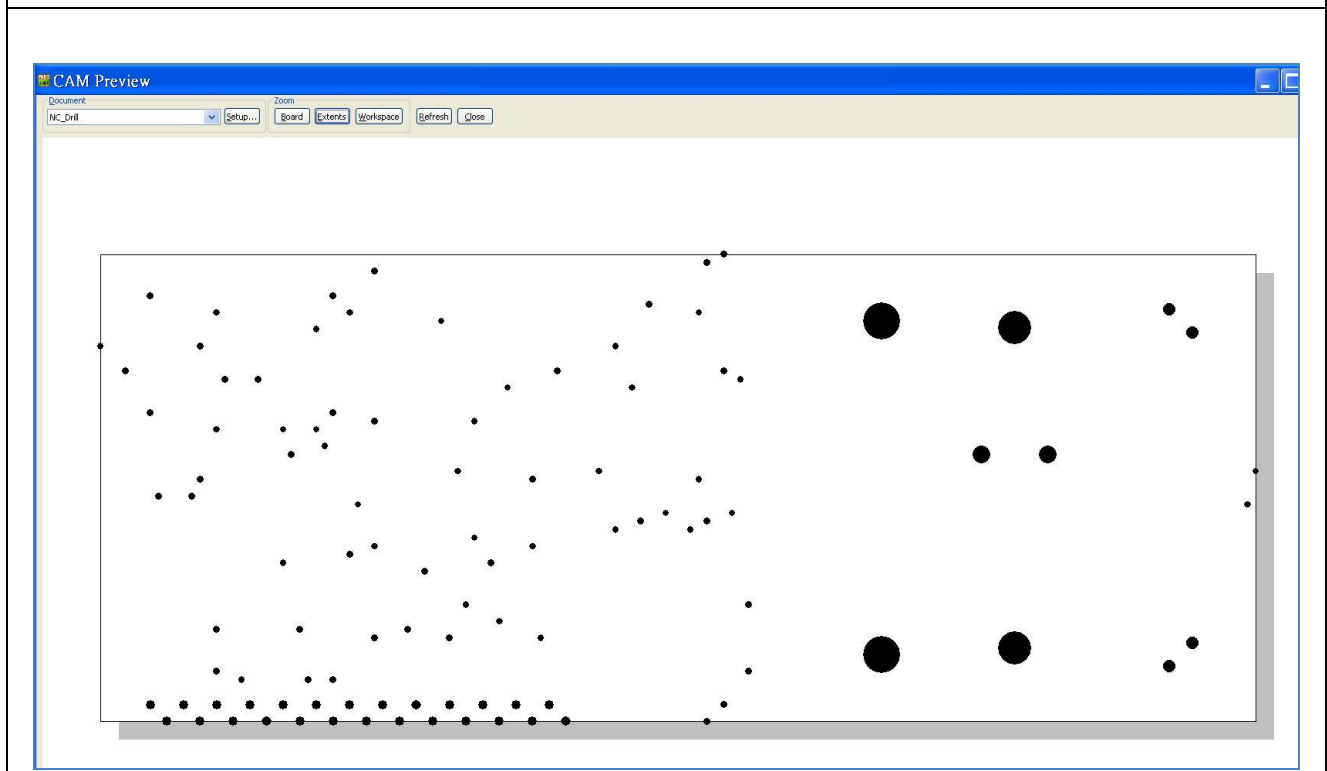 CAM Preview
Document
Zoom
NC_Drill
Setup...
Board
Extents
Workspace
Refresh
Close